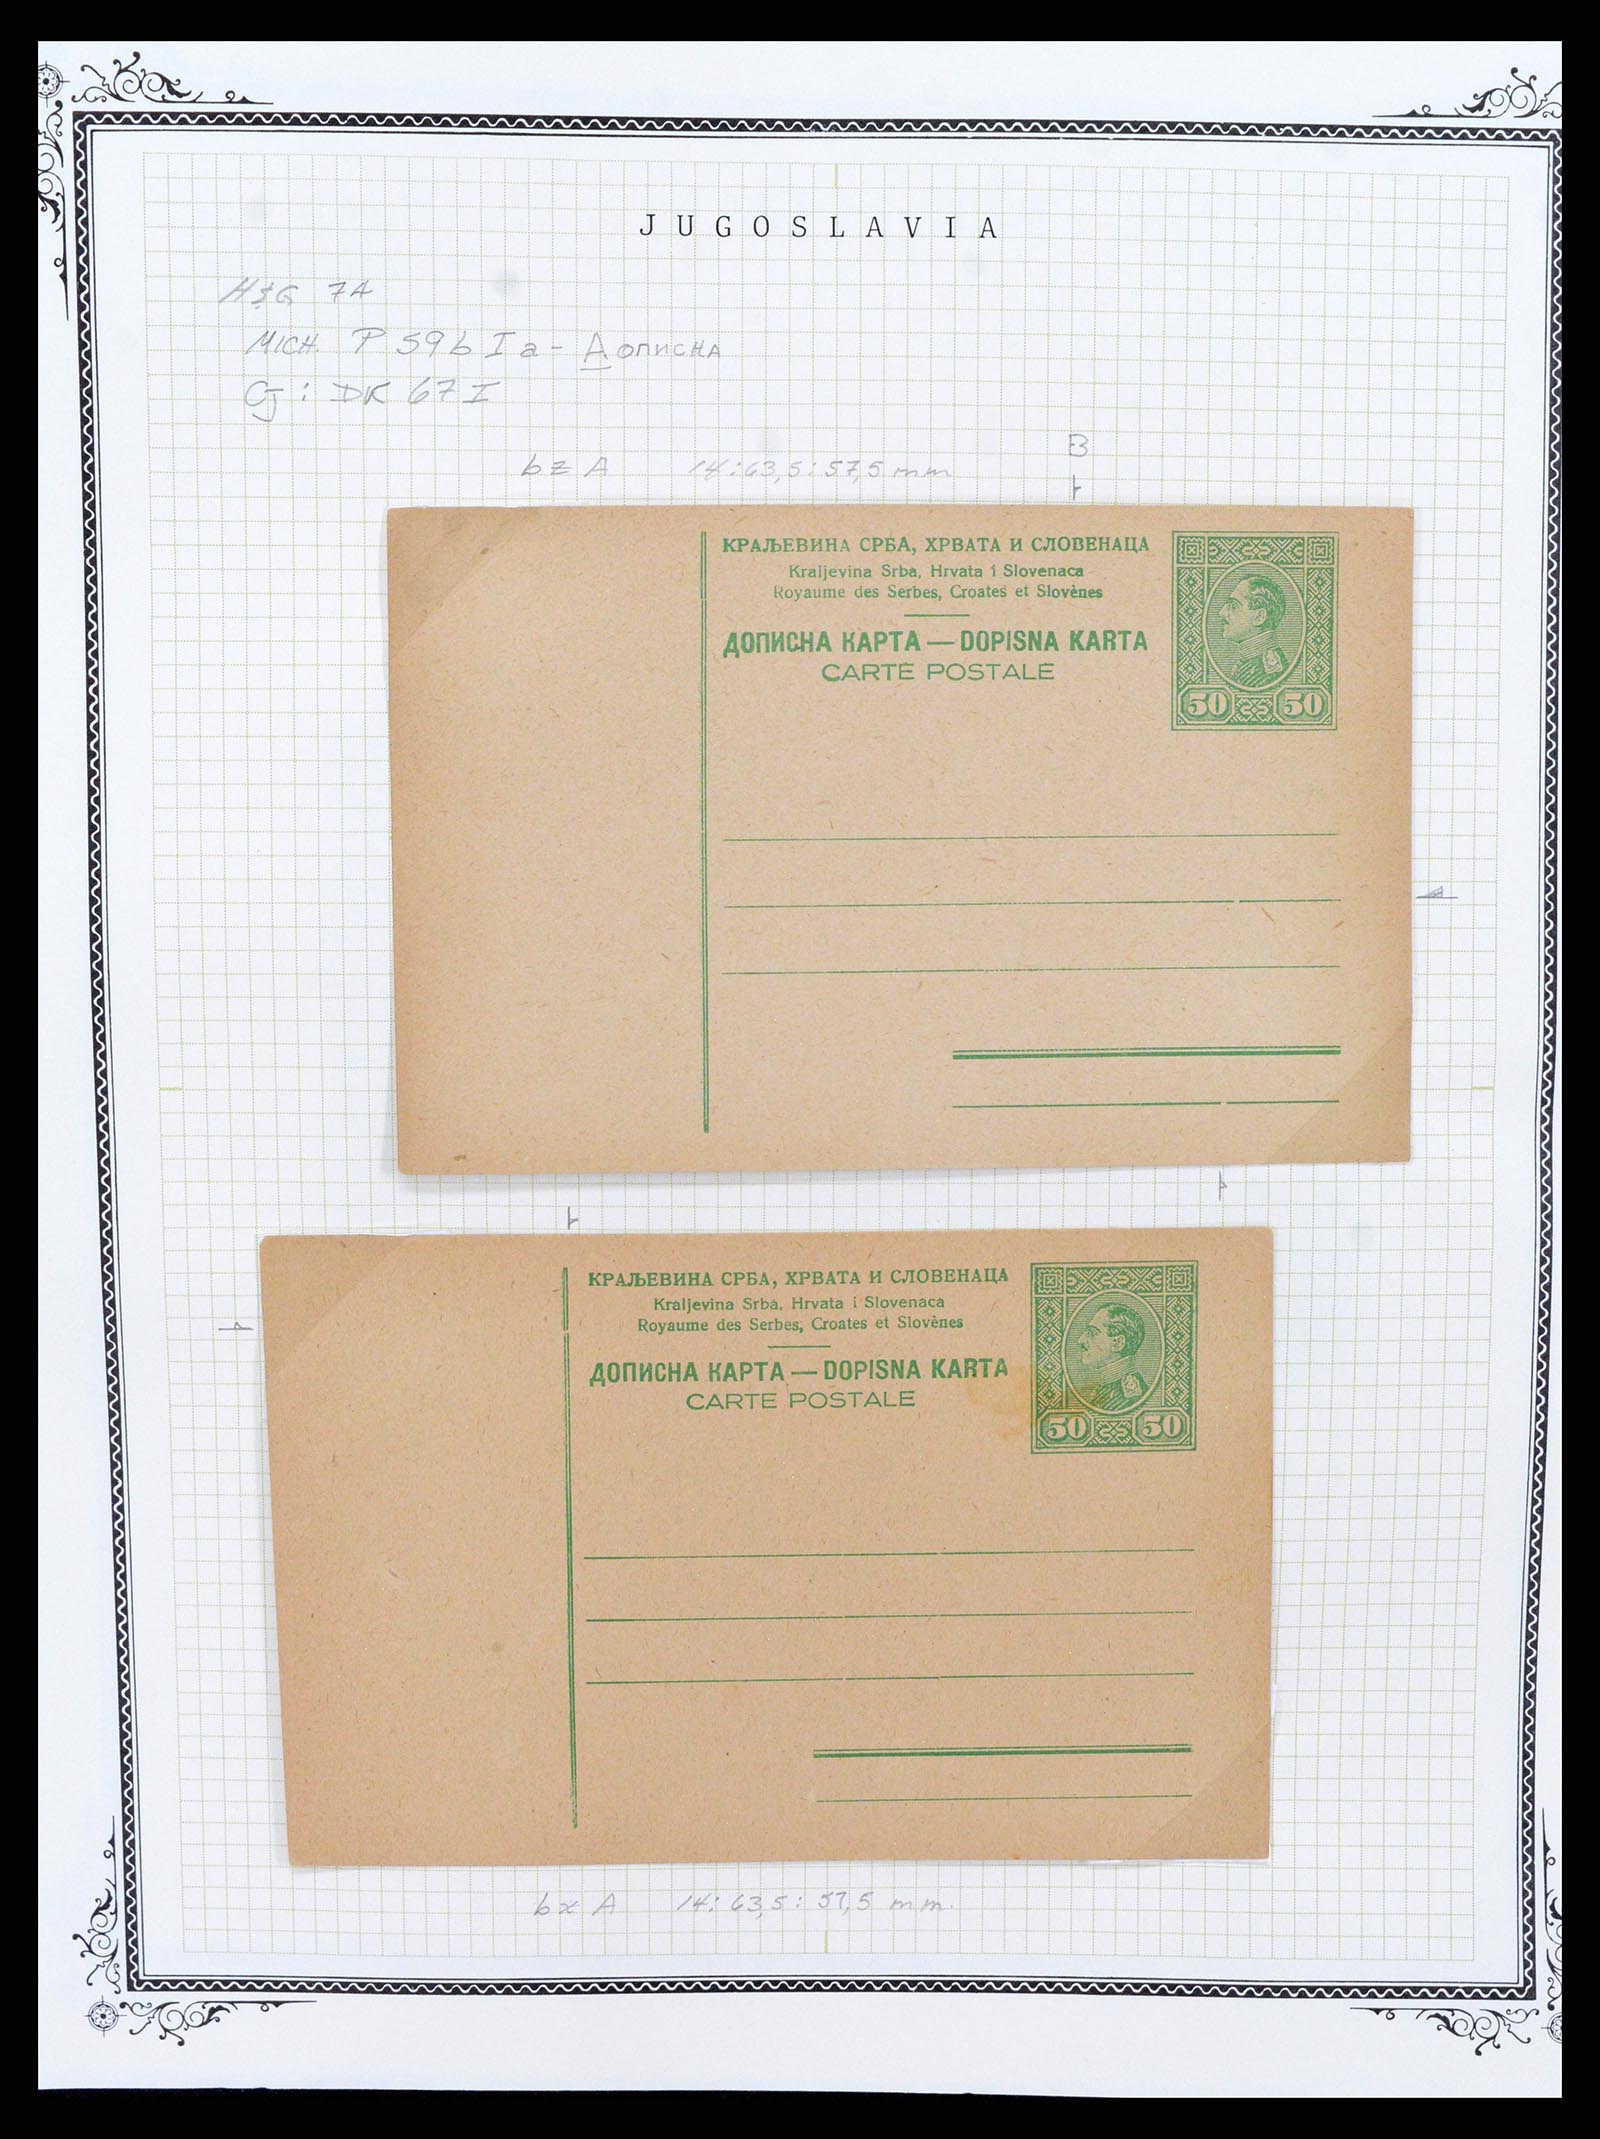 JUGOSLAVIA
H&G 74
MICH. P 59b I a - Дописна
Cj: DK 67 I
B
bz A 14:63,5:57,5 mm
КРАЉЕВИНА СРБА, ХРВАТА И СЛОВЕНАЦА
Kraljevina Srba, Hrvata i Slovenaca
Royaume des Serbes, Croates et Slovènes
ДОПИСНА КАРТА — DOPISNA KARTA
CARTE POSTALE
50 50
КРАЉЕВИНА СРБА, ХРВАТА И СЛОВЕНАЦА
Kraljevina Srba, Hrvata i Slovenaca
Royaume des Serbes, Croates et Slovènes
ДОПИСНА КАРТА — DOPISNA KARTA
CARTE POSTALE
50 50
bx A 14:63,5:57,5 mm.